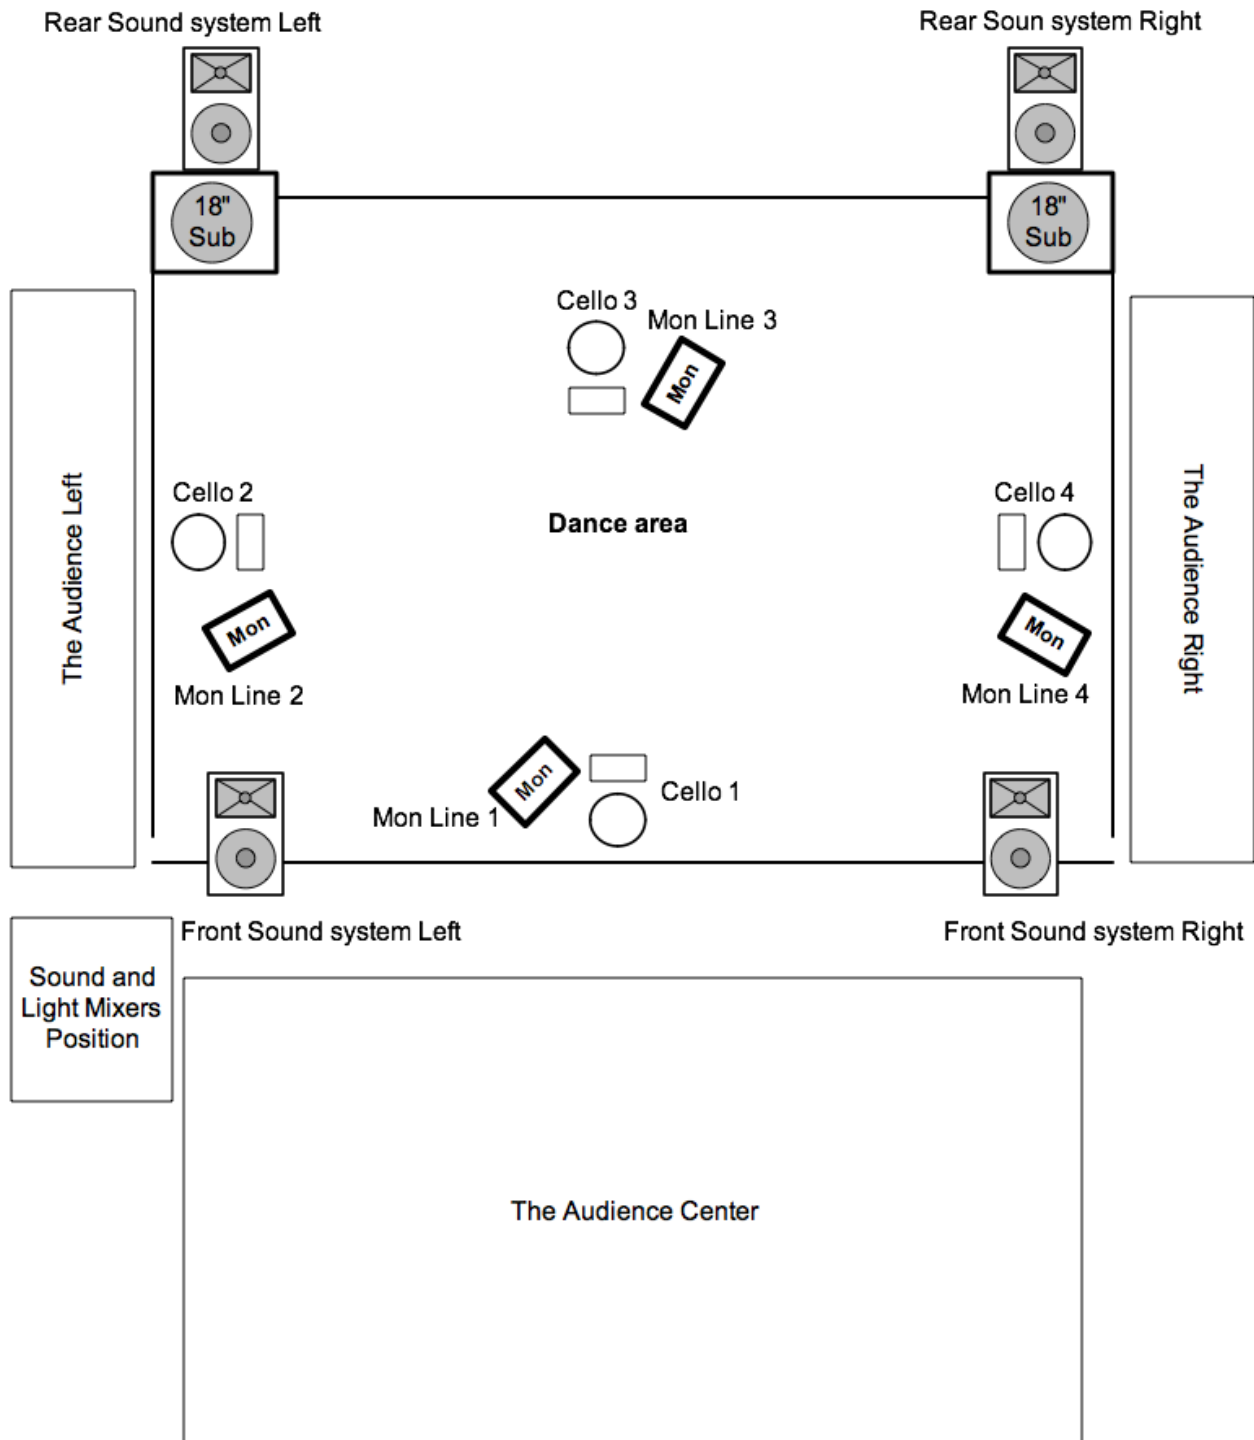 Rear Sound system Left
Rear Soun system Right
18"
Sub
18"
Sub
Cello 3
Mon Line 3
Mon
The Audience Left
Cello 2
Dance area
Cello 4
The Audience Right
Mon
Mon
Mon Line 2
Mon Line 4
Mon
Cello 1
Mon Line 1
Front Sound system Left
Front Sound system Right
Sound and
Light Mixers
Position
The Audience Center